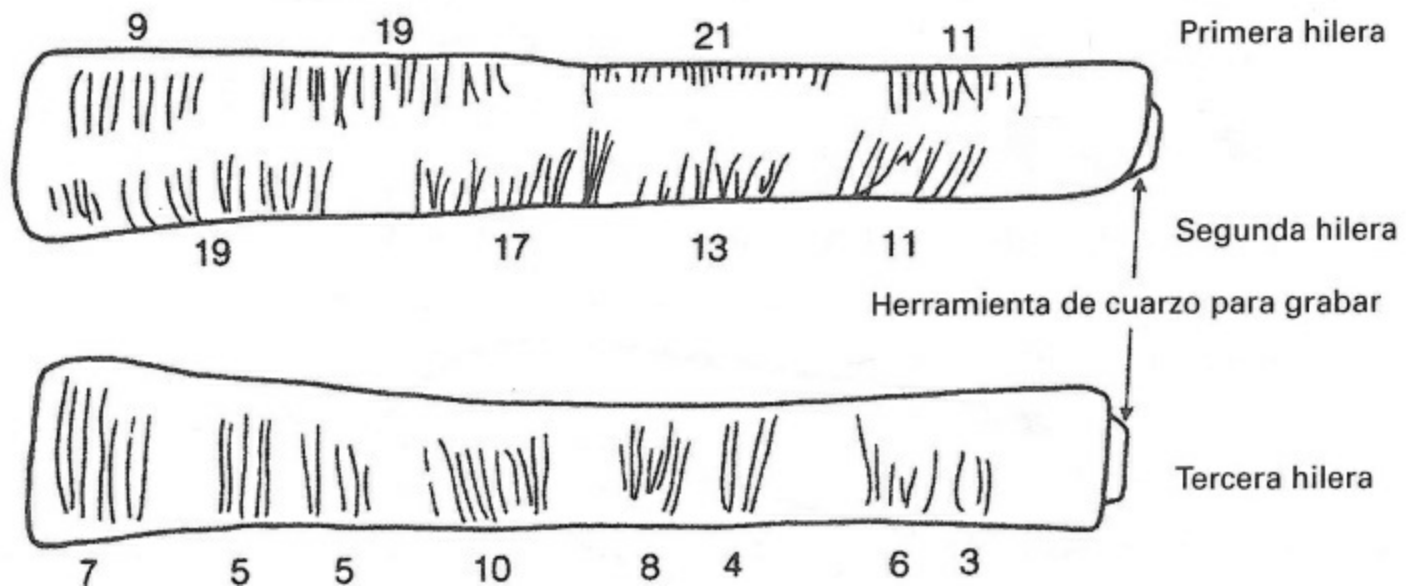 9 19 21 11 Primera hilera
Segunda hilera
19 17 13 11
Herramienta de cuarzo para grabar
Tercera hilera
7 5 5 10 8 4 6 3